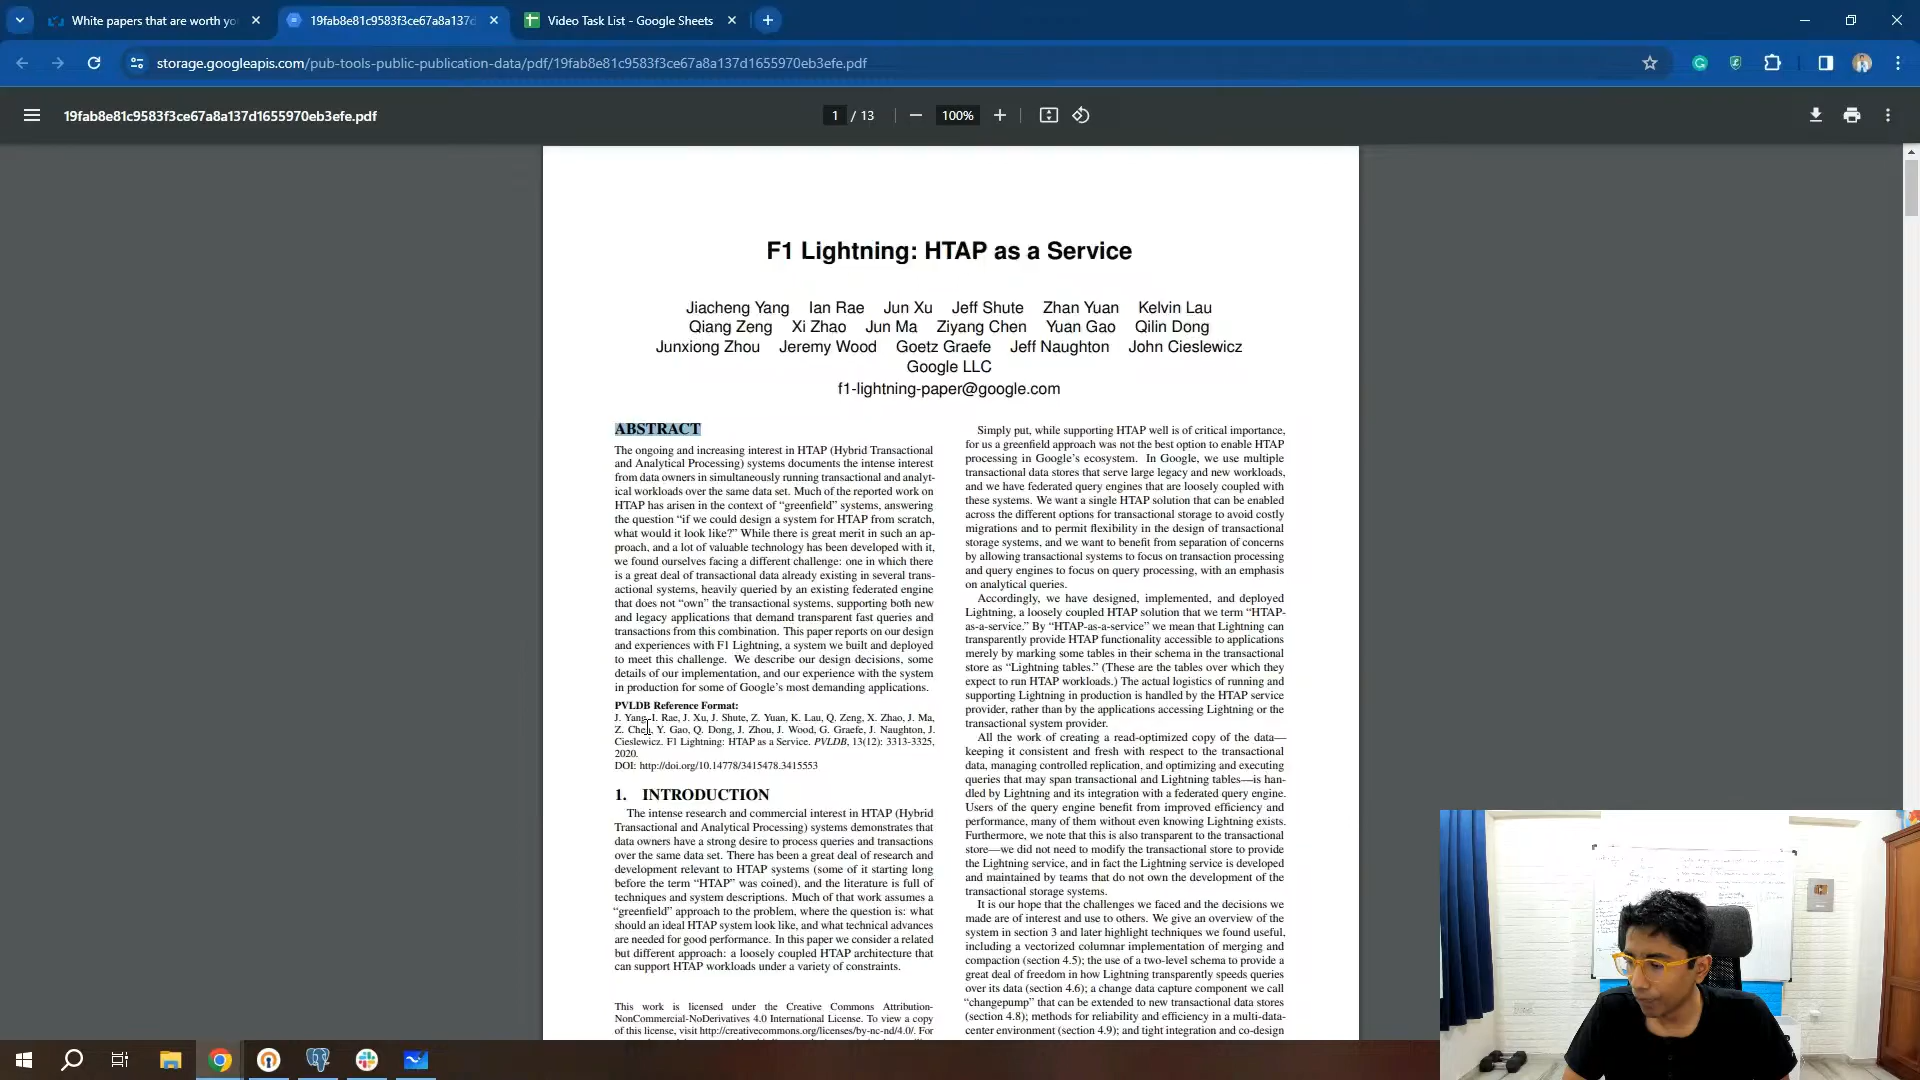 White papers that are worth yo
19fab8e81c9583f3ce67a8a137d
Video Task List - Google Sheets
storage.googleapis.com/pub-tools-public-publication-data/pdf/19fab8e81c9583f3ce67a8a137d1655970eb3efe.pdf
19fab8e81c9583f3ce67a8a137d1655970eb3efe.pdf
1 / 13
100%
F1 Lightning: HTAP as a Service
Jiacheng Yang Ian Rae Jun Xu Jeff Shute Zhan Yuan Kelvin Lau
Qiang Zeng Xi Zhao Jun Ma Ziyang Chen Yuan Gao Qilin Dong
Junxiong Zhou Jeremy Wood Goetz Graefe Jeff Naughton John Cieslewicz
Google LLC
f1-lightning-paper@google.com
ABSTRACT
The ongoing and increasing interest in HTAP (Hybrid Transactional
and Analytical Processing) systems documents the intense interest
from data owners in simultaneously running transactional and analyt-
ical workloads over the same data set. Much of the reported work on
HTAP has arisen in the context of “greenfield” systems, answering
the question “if we could design a system for HTAP from scratch,
what would it look like?” While there is great merit in such an ap-
proach, and a lot of valuable technology has been developed with it,
we found ourselves facing a different challenge: one in which there
is a great deal of transactional data already existing in several trans-
actional systems, heavily queried by an existing federated engine
that does not “own” the transactional systems, supporting both new
and legacy applications that demand transparent fast queries and
transactions from this combination. This paper reports on our design
and experiences with F1 Lightning, a system we built and deployed
to meet this challenge. We describe our design decisions, some
details of our implementation, and our experience with the system
in production for some of Google’s most demanding applications.
PVLDB Reference Format:
J. Yang, I. Rae, J. Xu, J. Shute, Z. Yuan, K. Lau, Q. Zeng, X. Zhao, J. Ma,
Z. Chen, Y. Gao, Q. Dong, J. Zhou, J. Wood, G. Graefe, J. Naughton, J.
Cieslewicz. F1 Lightning: HTAP as a Service. PVLDB, 13(12): 3313-3325,
2020.
DOI: http://doi.org/10.14778/3415478.3415553
1. INTRODUCTION
The intense research and commercial interest in HTAP (Hybrid
Transactional and Analytical Processing) systems demonstrates that
data owners have a strong desire to process queries and transactions
over the same data set. There has been a great deal of research and
development relevant to HTAP systems (some of it starting long
before the term “HTAP” was coined), and the literature is full of
techniques and system descriptions. Much of that work assumes a
“greenfield” approach to the problem, where the question is: what
should an ideal HTAP system look like, and what technical advances
are needed for good performance. In this paper we consider a related
but different approach: a loosely coupled HTAP architecture that
can support HTAP workloads under a variety of constraints.
This work is licensed under the Creative Commons Attribution-
NonCommercial-NoDerivatives 4.0 International License. To view a copy
of this license, visit http://creativecommons.org/licenses/by-nc-nd/4.0/. For
Simply put, while supporting HTAP well is of critical importance,
for us a greenfield approach was not the best option to enable HTAP
processing in Google’s ecosystem. In Google, we use multiple
transactional data stores that serve large legacy and new workloads,
and we have federated query engines that are loosely coupled with
these systems. We want a single HTAP solution that can be enabled
across the different options for transactional storage to avoid costly
migrations and to permit flexibility in the design of transactional
storage systems, and we want to benefit from separation of concerns
by allowing transactional systems to focus on transaction processing
and query engines to focus on query processing, with an emphasis
on analytical queries.
Accordingly, we have designed, implemented, and deployed
Lightning, a loosely coupled HTAP solution that we term “HTAP-
as-a-service.” By “HTAP-as-a-service” we mean that Lightning can
transparently provide HTAP functionality accessible to applications
merely by marking some tables in their schema in the transactional
store as “Lightning tables.” (These are the tables over which they
expect to run HTAP workloads.) The actual logistics of running and
supporting Lightning in production is handled by the HTAP service
provider, rather than by the applications accessing Lightning or the
transactional system provider.
All the work of creating a read-optimized copy of the data—
keeping it consistent and fresh with respect to the transactional
data, managing controlled replication, and optimizing and executing
queries that may span transactional and Lightning tables—is han-
dled by Lightning and its integration with a federated query engine.
Users of the query engine benefit from improved efficiency and
performance, many of them without even knowing Lightning exists.
Furthermore, we note that this is also transparent to the transactional
store—we did not need to modify the transactional store to provide
the Lightning service, and in fact the Lightning service is developed
and maintained by teams that do not own the development of the
transactional storage systems.
It is our hope that the challenges we faced and the decisions we
made are of interest and use to others. We give an overview of the
system in section 3 and later highlight techniques we found useful,
including a vectorized columnar implementation of merging and
compaction (section 4.5); the use of a two-level schema to provide a
great deal of freedom in how Lightning transparently speeds queries
over its data (section 4.6); a change data capture component we call
“changepump” that can be extended to new transactional data stores
(section 4.8); methods for reliability and efficiency in a multi-data-
center environment (section 4.9); and tight integration and co-design